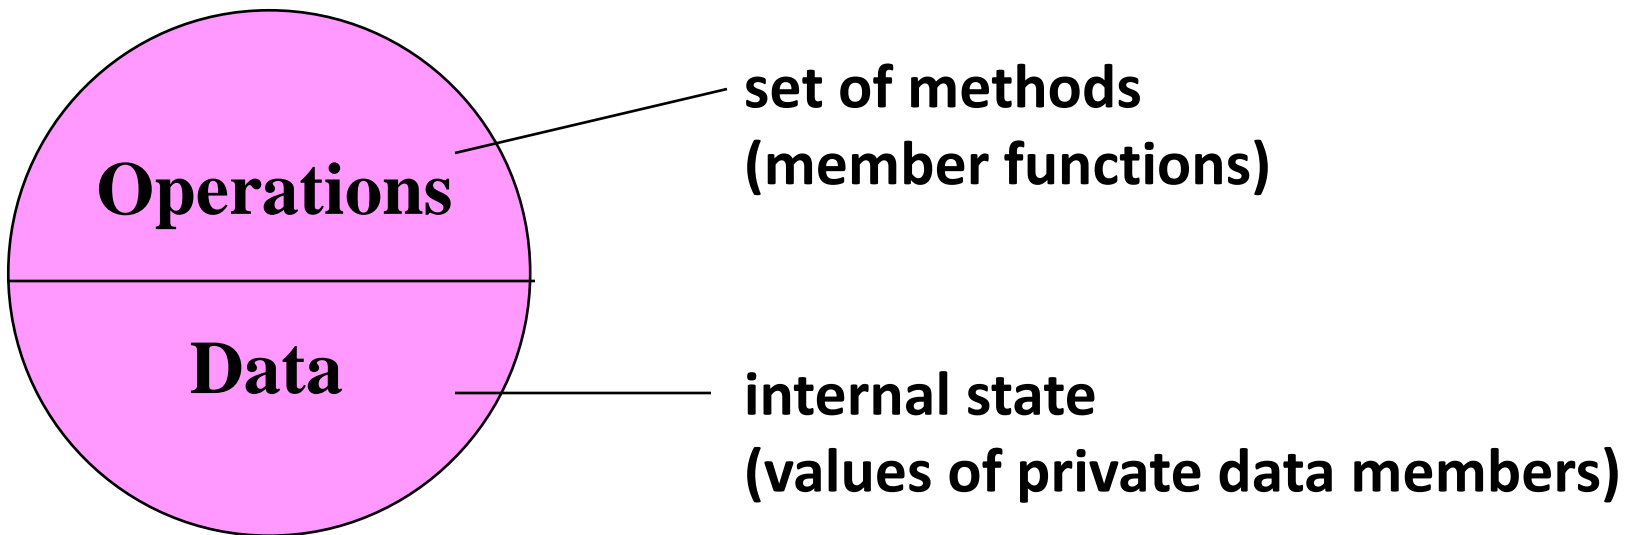 set of methods
(member functions)
Operations
Data
internal state
(values of private data members)